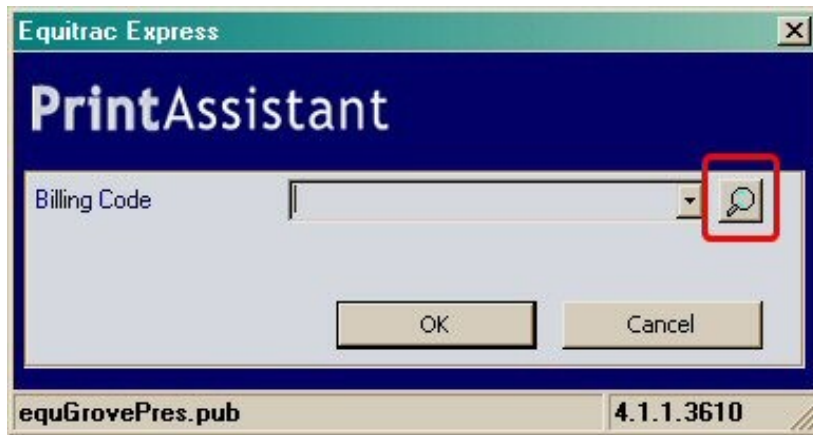 Equitrac Express
PrintAssistant
Billing Code
OK
Cancel
equGrovePres.pub
4.1.1.3610